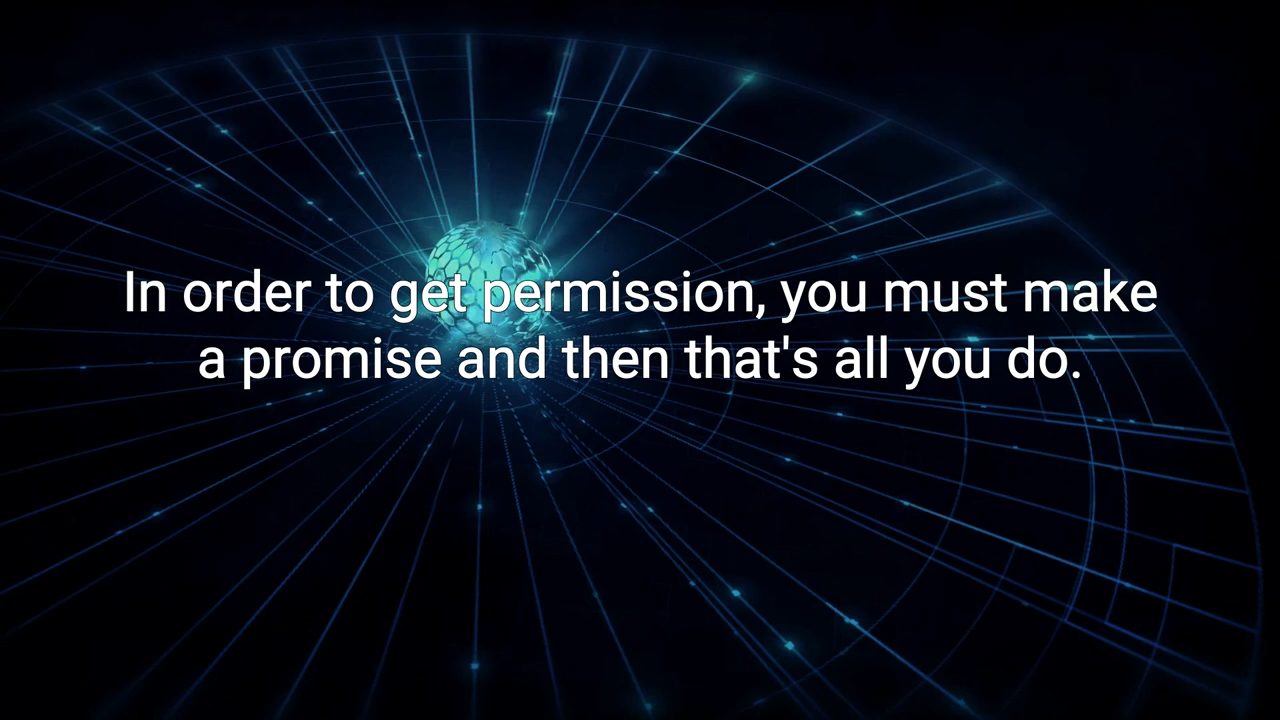 In order to get permission, you must make
a promise and then that's all you do.